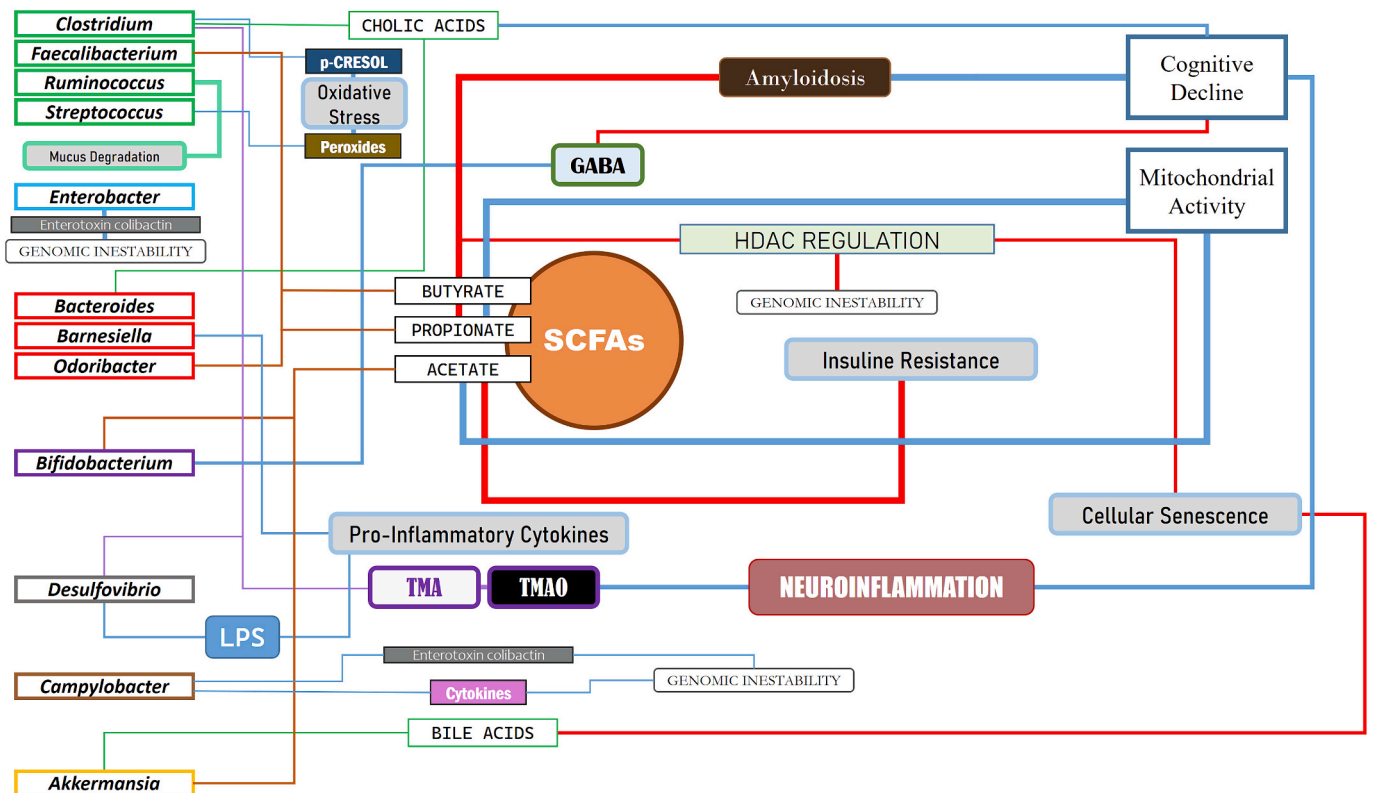 Clostridium
CHOLIC ACIDS
Faecalibacterium
p-CRESOL
Amyloidosis
Cognitive
Decline
Ruminococcus
Oxidative
Stress
Streptococcus
Peroxides
Mucus Degradation
GABA
Enterobacter
Mitochondrial
Activity
Enterotoxin colibactin
GENOMIC INESTABILITY
HDAC REGULATION
BUTYRATE
GENOMIC INESTABILITY
Bacteroides
Barnesiella
PROPIONATE
SCFAs
Odoribacter
ACETATE
Insuline Resistance
Bifidobacterium
Cellular Senescence
Pro-Inflammatory Cytokines
Desulfovibrio
TMA
TMAO
NEUROINFLAMMATION
LPS
Enterotoxin colibactin
Campylobacter
Cytokines
GENOMIC INESTABILITY
BILE ACIDS
Akkermansia